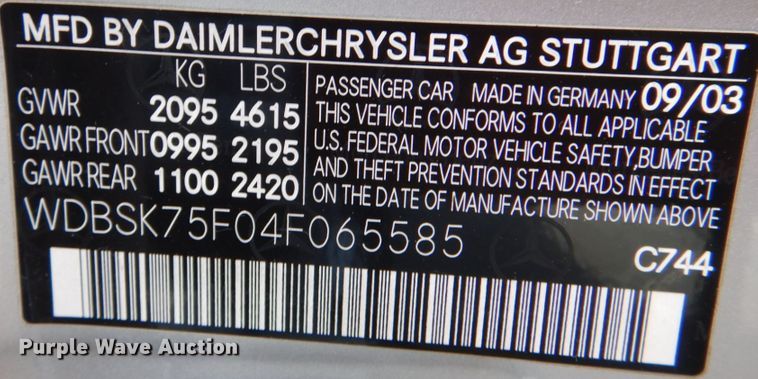 MFD BY DAIMLERCHRYSLER AG STUTTGART
KG LBS
GVWR 2095 4615
GAWR FRONT 0995 2195
GAWR REAR 1100 2420
PASSENGER CAR MADE IN GERMANY 09/03
THIS VEHICLE CONFORMS TO ALL APPLICABLE
U.S. FEDERAL MOTOR VEHICLE SAFETY,BUMPER
AND THEFT PREVENTION STANDARDS IN EFFECT
ON THE DATE OF MANUFACTURE SHOWN ABOVE
WDBSK75F04F065585
C744
Purple Wave Auction